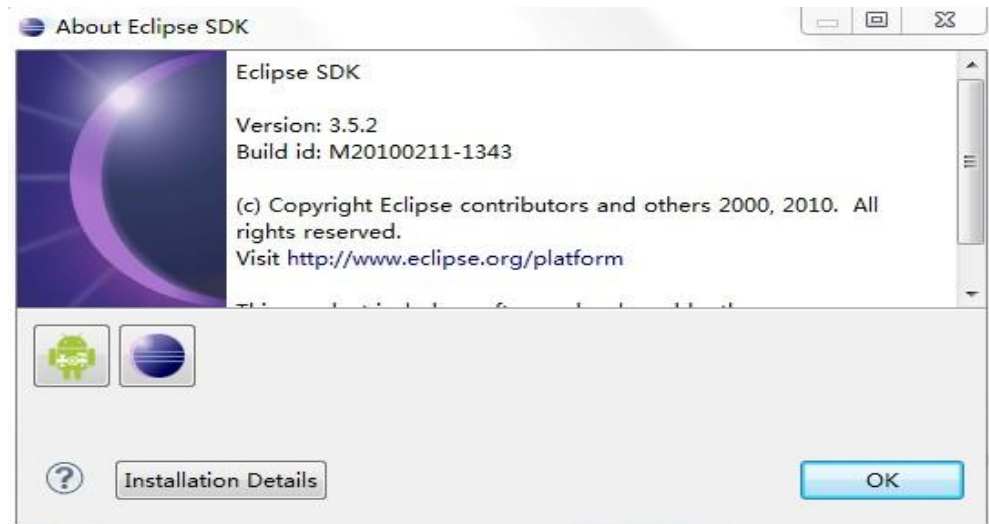 About Eclipse SDK
Eclipse SDK
Version: 3.5.2
Build id: M20100211-1343
(c) Copyright Eclipse contributors and others 2000, 2010.  All
rights reserved.
Visit http://www.eclipse.org/platform
Installation Details
OK